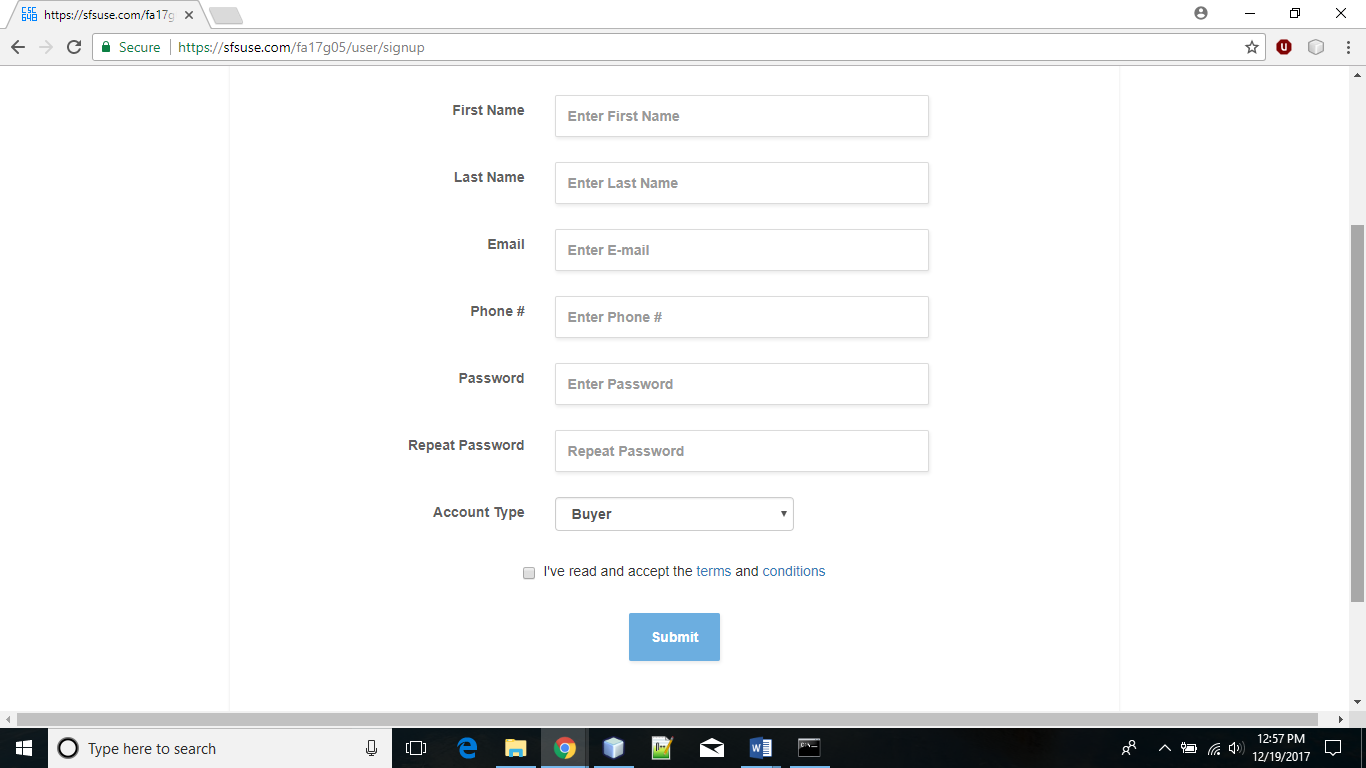 https://sfsuse.com/fa17g
Secure https://sfsuse.com/fa17g05/user/signup
First Name Enter First Name
Last Name Enter Last Name
Email Enter E-mail
Phone # Enter Phone #
Password Enter Password
Repeat Password Repeat Password
Account Type Buyer
I've read and accept the terms and conditions
Submit
Type here to search
12:57 PM
12/19/2017